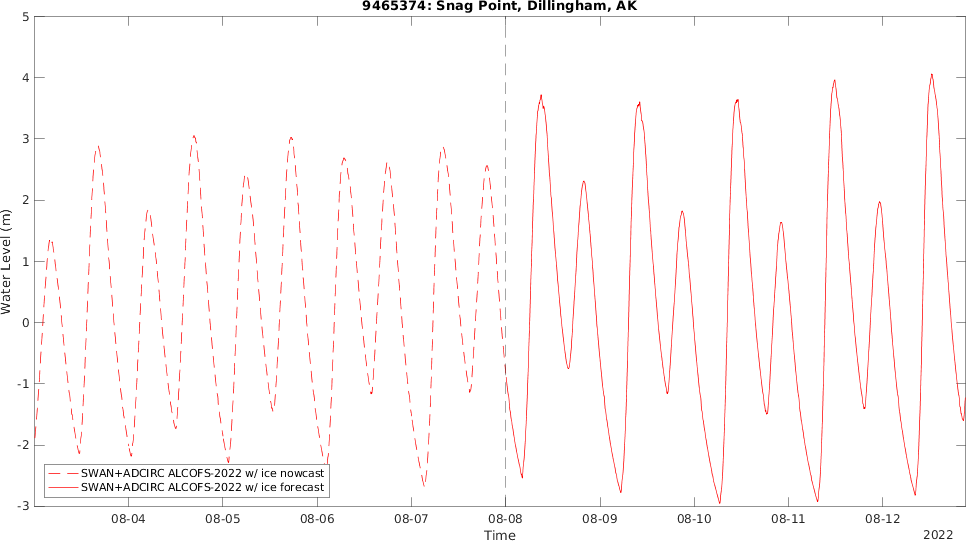 9465374: Snag Point, Dillingham, AK
5
4
3
2
1
0
-1
-2
-3
Water Level (m)
SWAN+ADCIRC ALCOFS-2022 w/ ice nowcast
SWAN+ADCIRC ALCOFS-2022 w/ ice forecast
08-04 08-05 08-06 08-07 08-08 08-09 08-10 08-11 08-12
Time
2022